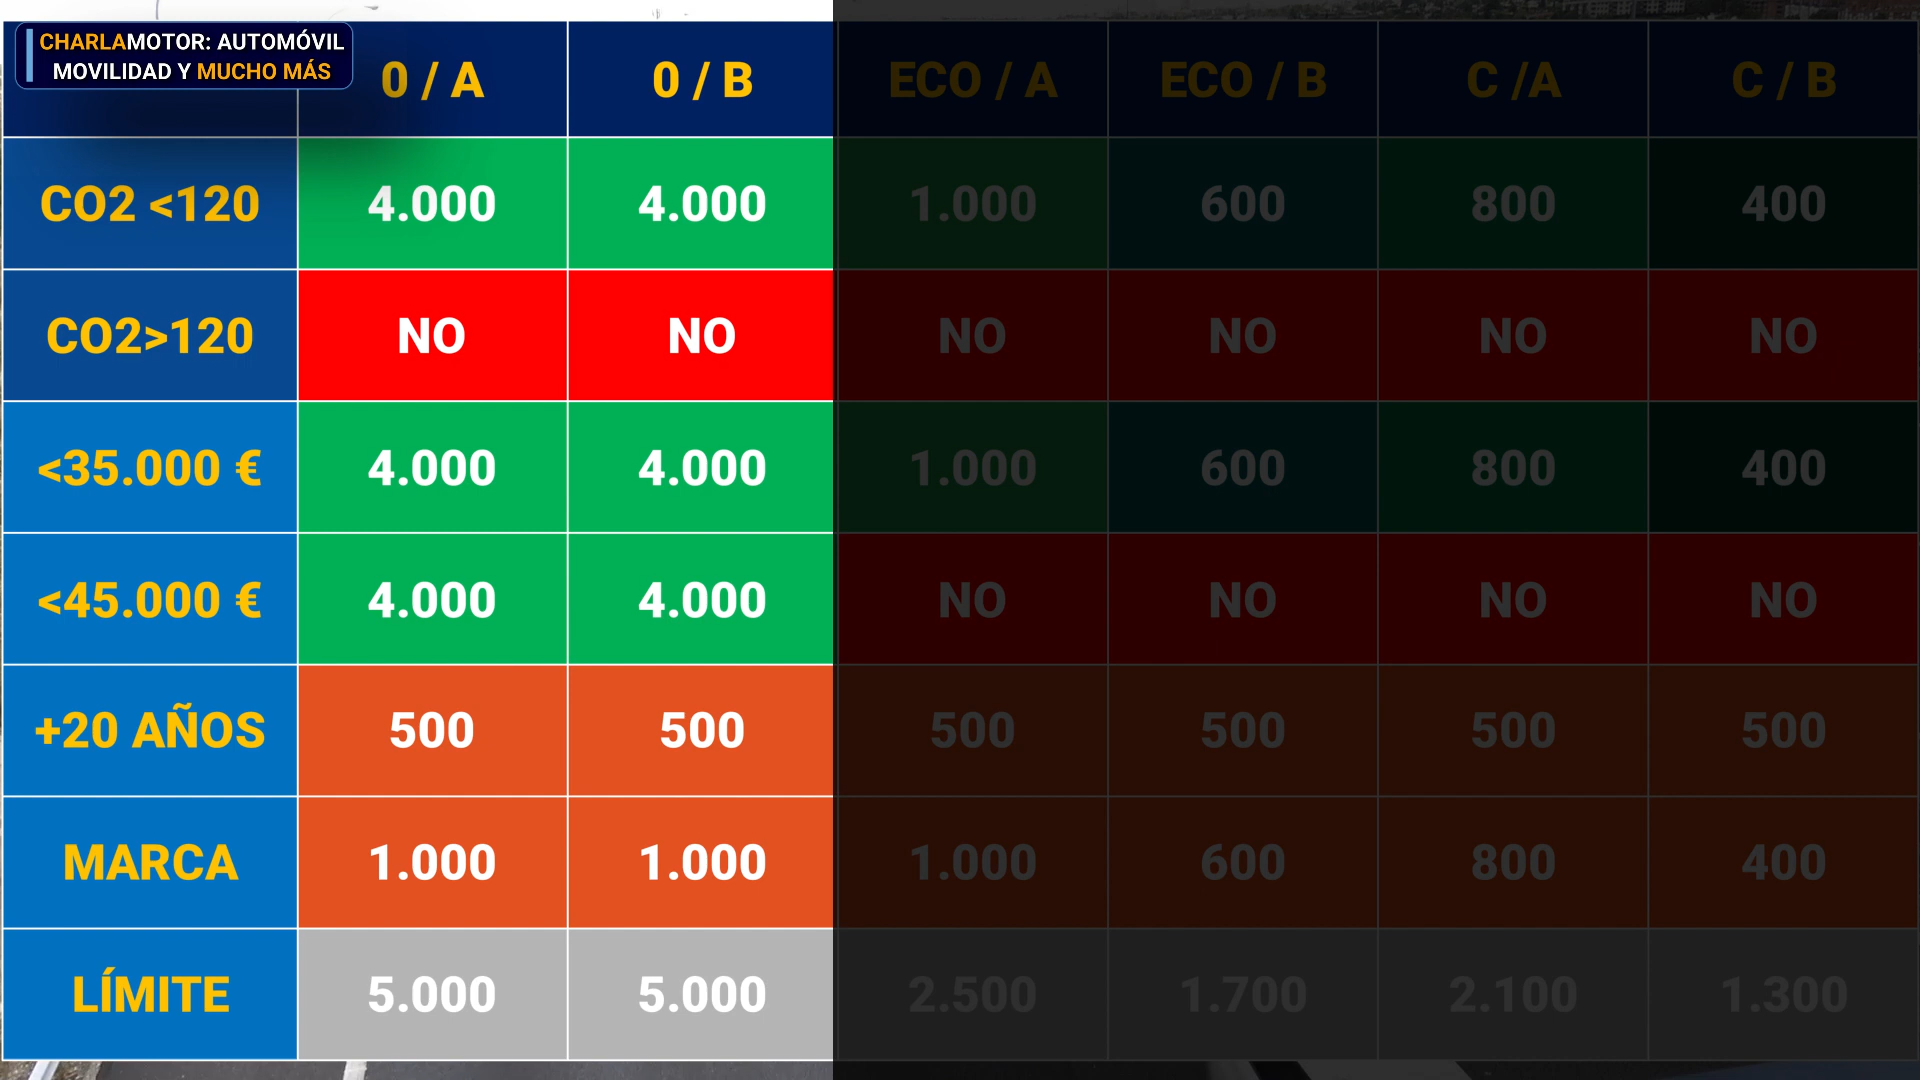 CHARLAMOTOR: AUTOMÓVIL
MOVILIDAD Y MUCHO MÁS
0 / A 0 / B ECO / A ECO / B C /A C / B
CO2 <120 4.000 4.000 1.000 600 800 400
CO2>120 NO NO NO NO NO NO
<35.000 € 4.000 4.000 1.000 600 800 400
<45.000 € 4.000 4.000 NO NO NO NO
+20 AÑOS 500 500 500 500 500 500
MARCA 1.000 1.000 1.000 600 800 400
LÍMITE 5.000 5.000 2.500 1.700 2.100 1.300